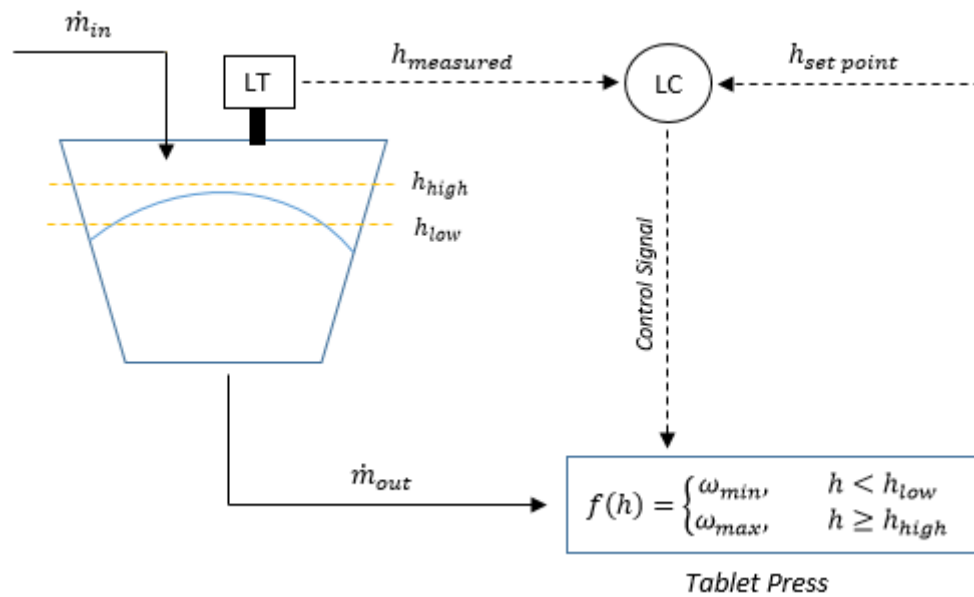 ṁ_in
LT
h_measured
LC
h_set point
h_high
h_low
Control Signal
ṁ_out
f(h) = { ω_min, h < h_low
ω_max, h ≥ h_high
Tablet Press